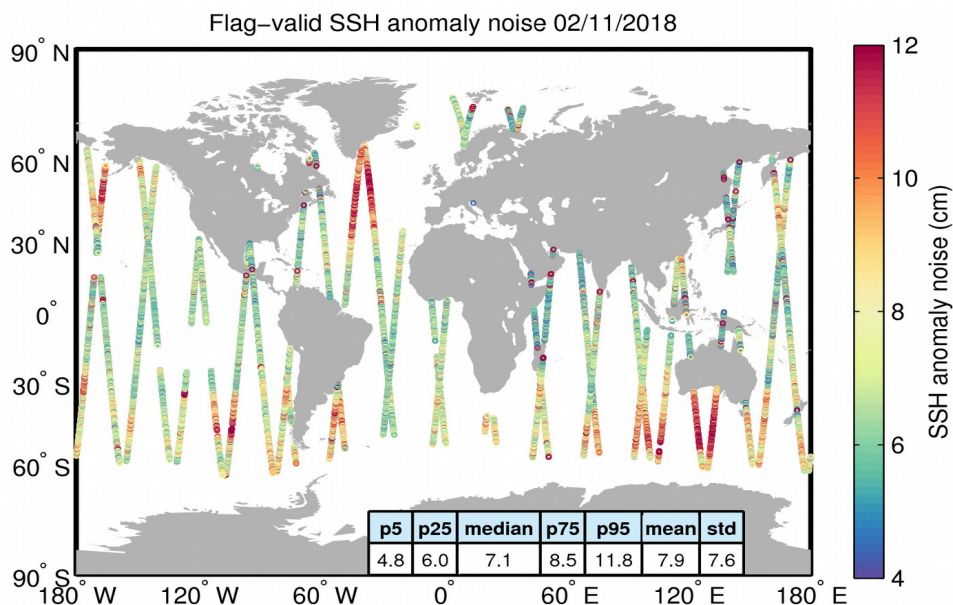 Flag–valid SSH anomaly noise 02/11/2018
90° N
60° N
30° N
0°
30° S
60° S
90° S
180° W
120° W
60° W
0°
60° E
120° E
180° E
p5 p25 median p75 p95 mean std
4.8 6.0 7.1 8.5 11.8 7.9 7.6
12
10
8
6
4
SSH anomaly noise (cm)